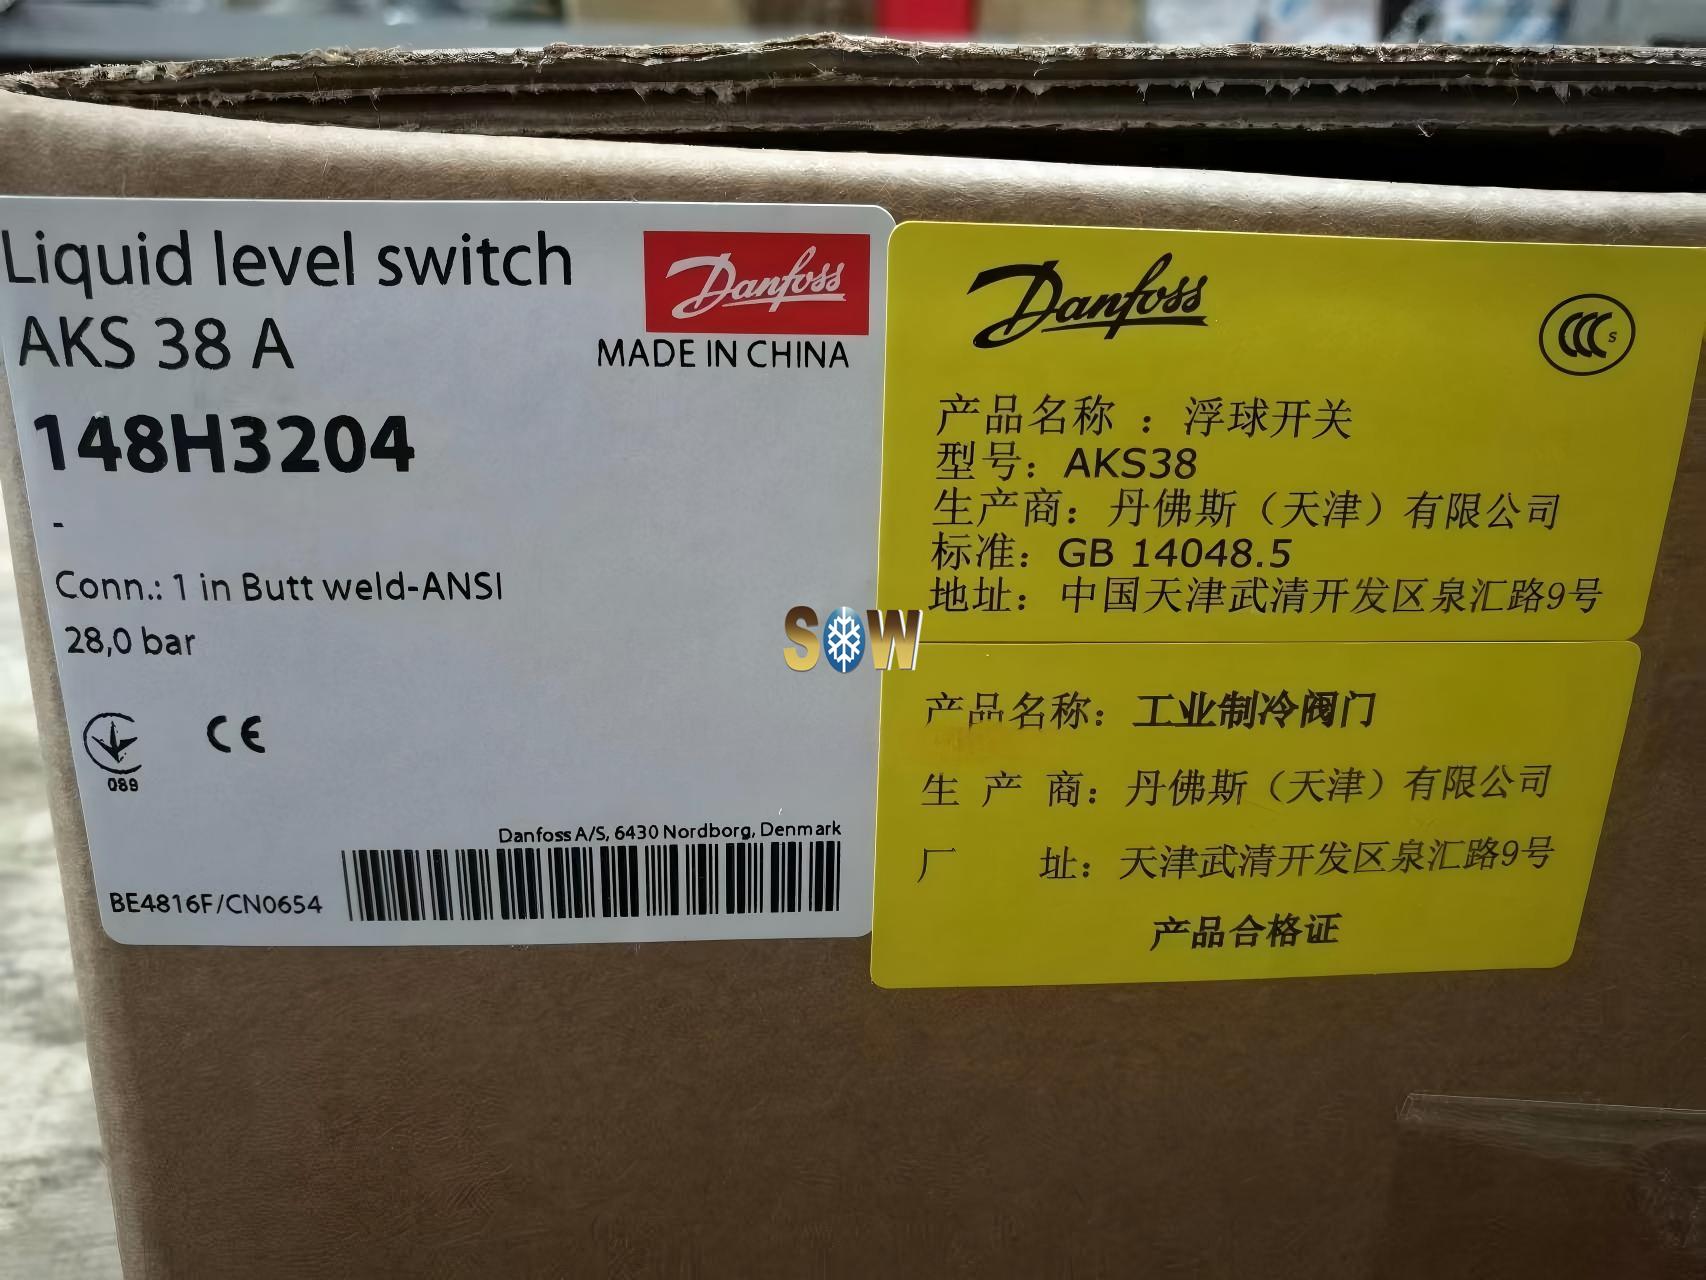 Liquid level switch
Danfoss
AKS 38 A
MADE IN CHINA
148H3204
-
Conn.: 1 in Butt weld-ANSI
28,0 bar
089
CE
Danfoss A/S, 6430 Nordborg, Denmark
BE4816F/CN0654
Danfoss
CCC S
产品名称 ：浮球开关
型号：AKS38
生产商：丹佛斯（天津）有限公司
标准：GB 14048.5
地址：中国天津武清开发区泉汇路9号
SOW
产品名称：工业制冷阀门
生 产 商：丹佛斯（天津）有限公司
厂 址：天津武清开发区泉汇路9号
产品合格证